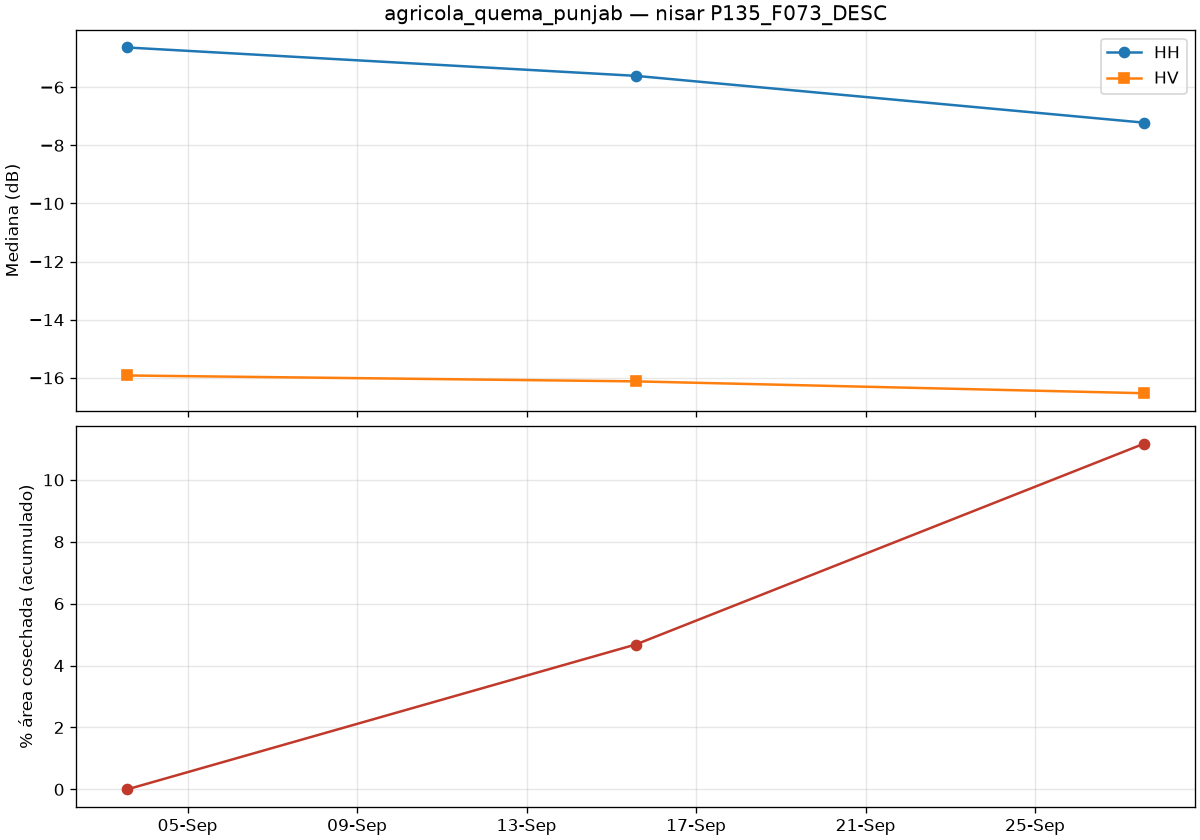 agricola_quema_punjab — nisar P135_F073_DESC
HH
HV
Mediana (dB)
−6
−8
−10
−12
−14
−16
% área cosechada (acumulado)
10
8
6
4
2
0
05-Sep 09-Sep 13-Sep 17-Sep 21-Sep 25-Sep